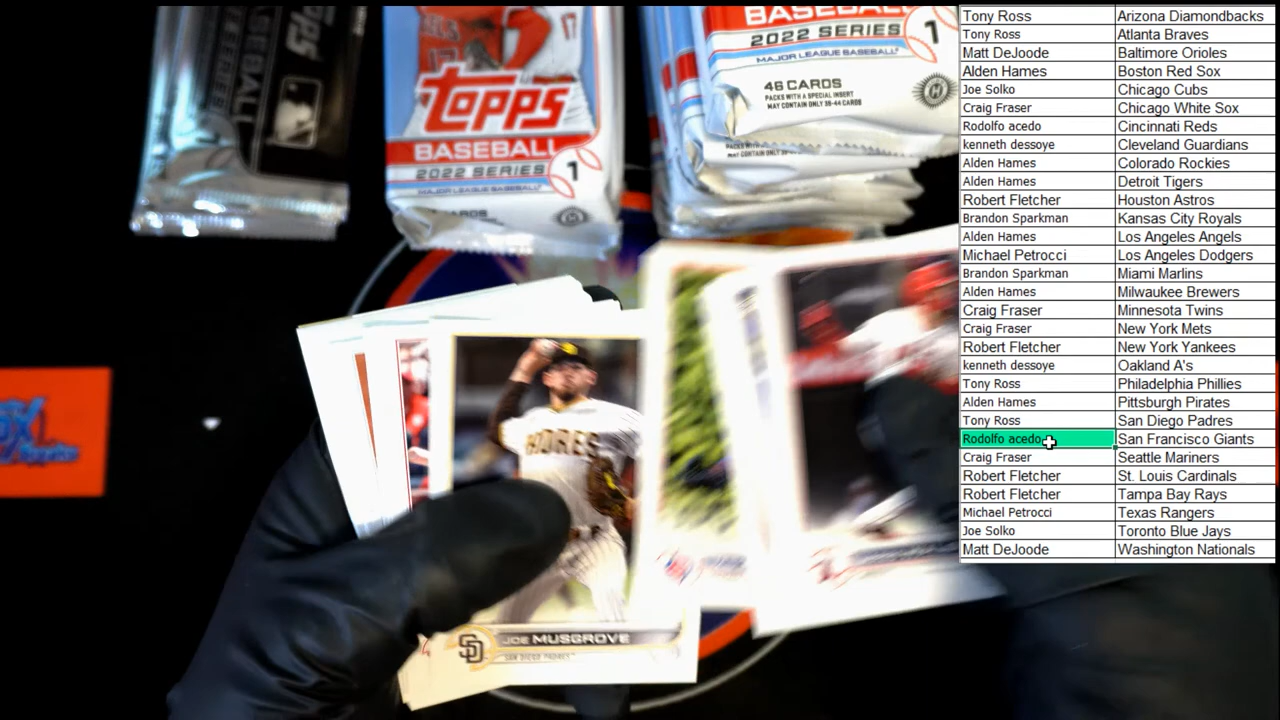 TOPPS
BASEBALL
SERIES
17
Topps
BASEBALL
2022 SERIES 1
MAJOR LEAGUE BASEBALL
CARDS
BASEBALL
2022 SERIES 1
MAJOR LEAGUE BASEBALL
46 CARDS
PACKS WITH A SPECIAL INSERT
MAY CONTAIN ONLY 38-44 CARDS
PADRES
SD
JOE MUSGROVE
SAN DIEGO PADRES
Tony Ross Arizona Diamondbacks
Tony Ross Atlanta Braves
Matt DeJoode Baltimore Orioles
Alden Hames Boston Red Sox
Joe Solko Chicago Cubs
Craig Fraser Chicago White Sox
Rodolfo acedo Cincinnati Reds
kenneth dessoye Cleveland Guardians
Alden Hames Colorado Rockies
Alden Hames Detroit Tigers
Robert Fletcher Houston Astros
Brandon Sparkman Kansas City Royals
Alden Hames Los Angeles Angels
Michael Petrocci Los Angeles Dodgers
Brandon Sparkman Miami Marlins
Alden Hames Milwaukee Brewers
Craig Fraser Minnesota Twins
Craig Fraser New York Mets
Robert Fletcher New York Yankees
kenneth dessoye Oakland A's
Tony Ross Philadelphia Phillies
Alden Hames Pittsburgh Pirates
Tony Ross San Diego Padres
Rodolfo acedo San Francisco Giants
Craig Fraser Seattle Mariners
Robert Fletcher St. Louis Cardinals
Robert Fletcher Tampa Bay Rays
Michael Petrocci Texas Rangers
Joe Solko Toronto Blue Jays
Matt DeJoode Washington Nationals